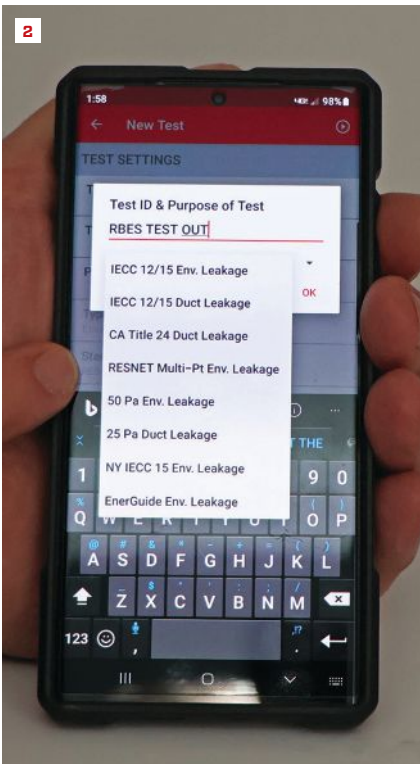 2
1:58 98%
New Test
TEST SETTINGS
Test ID & Purpose of Test
RBES TEST OUT
IECC 12/15 Env. Leakage
OK
IECC 12/15 Duct Leakage
CA Title 24 Duct Leakage
RESNET Multi-Pt Env. Leakage
50 Pa Env. Leakage
25 Pa Duct Leakage
NY IECC 15 Env. Leakage
EnerGuide Env. Leakage
THE
1 9 0
Q W O P
A S D F G H J K L
Z X C V B N M
123 , . !?